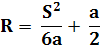 R = S²/6a + a/2